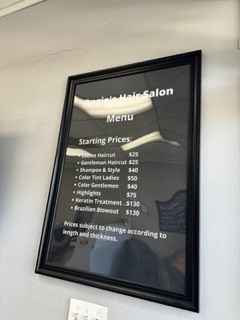 Angie's Hair Salon
Menu
Starting Prices:
• Ladies Haircut $25
• Gentleman Haircut $25
• Shampoo & Style $40
• Color Tint Ladies $50
• Color Gentlemen $40
• Highlights $75
• Keratin Treatment ..$130
• Brazilian Blowout $130
Prices subject to change according to
length and thickness.